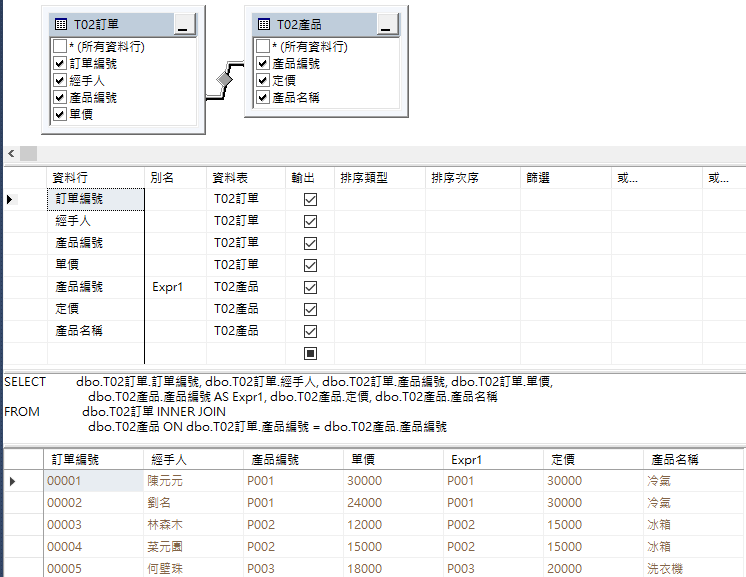 T02訂單
* (所有資料行)
訂單編號
經手人
產品編號
單價
T02產品
* (所有資料行)
產品編號
定價
產品名稱
資料行 別名 資料表 輸出 排序類型 排序次序 篩選 或... 或...
訂單編號 T02訂單
經手人 T02訂單
產品編號 T02訂單
單價 T02訂單
產品編號 Expr1 T02產品
定價 T02產品
產品名稱 T02產品
SELECT dbo.T02訂單.訂單編號, dbo.T02訂單.經手人, dbo.T02訂單.產品編號, dbo.T02訂單.單價,
dbo.T02產品.產品編號 AS Expr1, dbo.T02產品.定價, dbo.T02產品.產品名稱
FROM dbo.T02訂單 INNER JOIN
dbo.T02產品 ON dbo.T02訂單.產品編號 = dbo.T02產品.產品編號
訂單編號 經手人 產品編號 單價 Expr1 定價 產品名稱
00001 陳元元 P001 30000 P001 30000 冷氣
00002 劉名 P001 24000 P001 30000 冷氣
00003 林森木 P002 12000 P002 15000 冰箱
00004 菜元圓 P002 15000 P002 15000 冰箱
00005 何壁珠 P003 18000 P003 20000 洗衣機